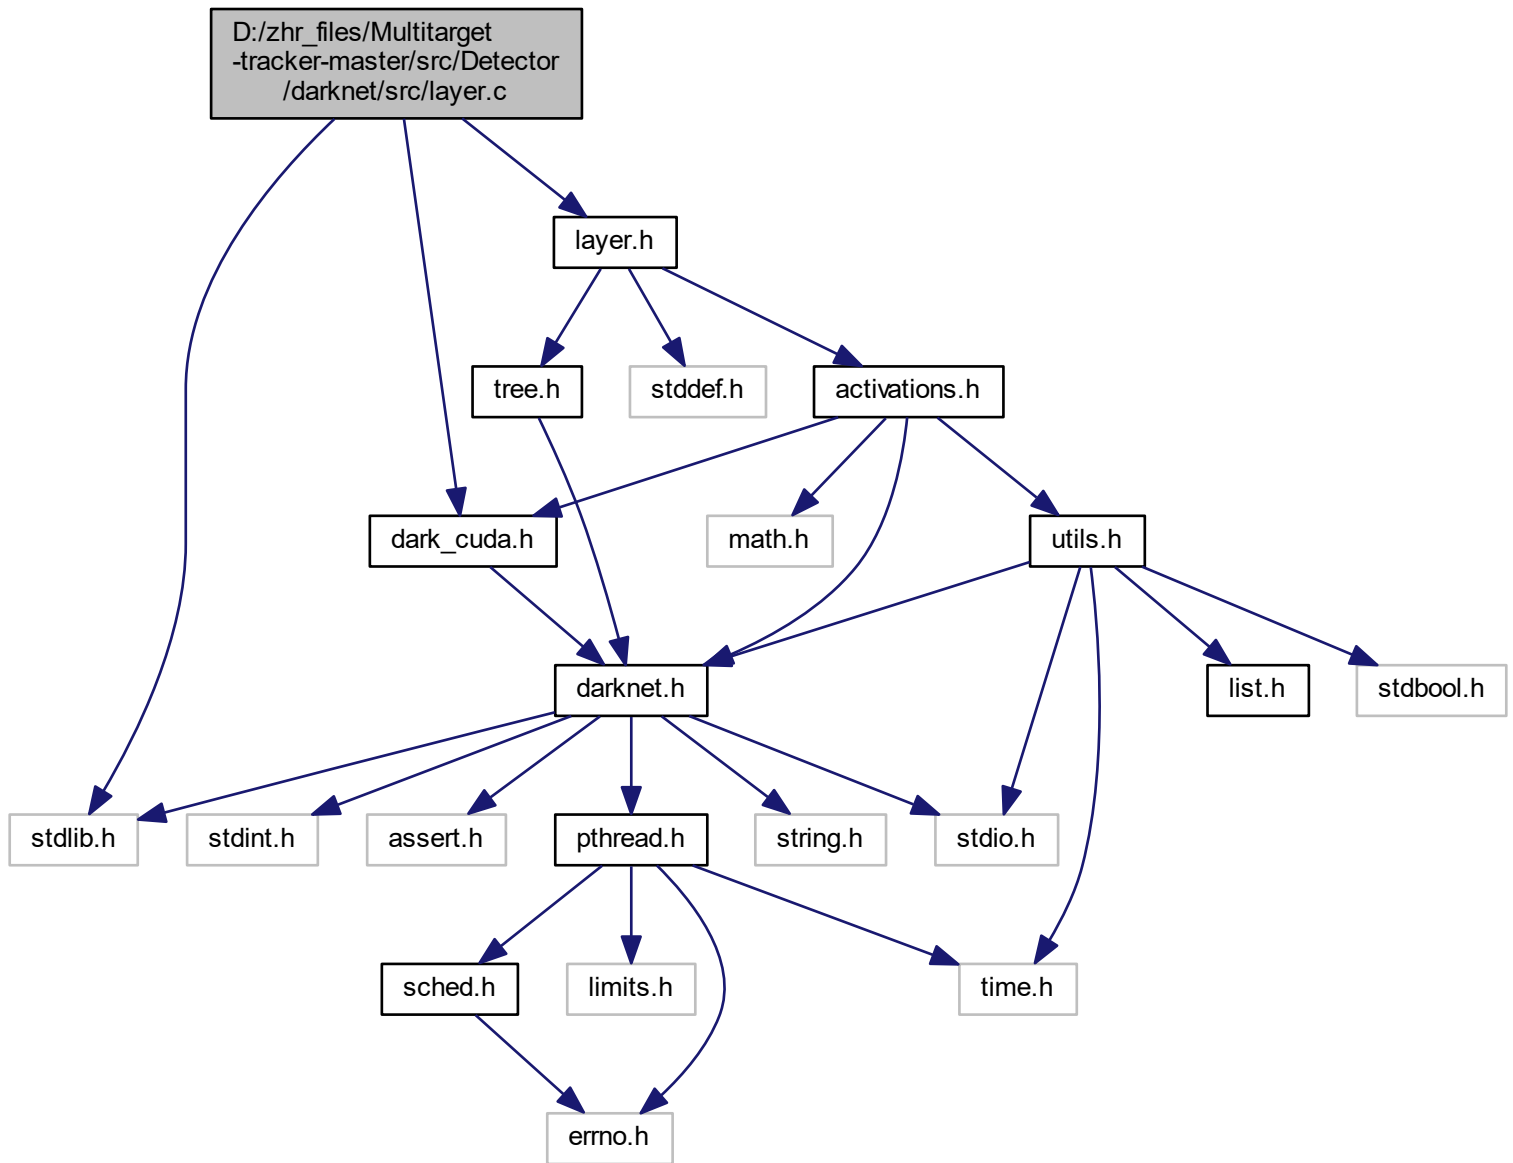 D:/zhr_files/Multitarget
-tracker-master/src/Detector
/darknet/src/layer.c
layer.h
tree.h
stddef.h
activations.h
dark_cuda.h
math.h
utils.h
darknet.h
list.h
stdbool.h
stdlib.h
stdint.h
assert.h
pthread.h
string.h
stdio.h
sched.h
limits.h
time.h
errno.h